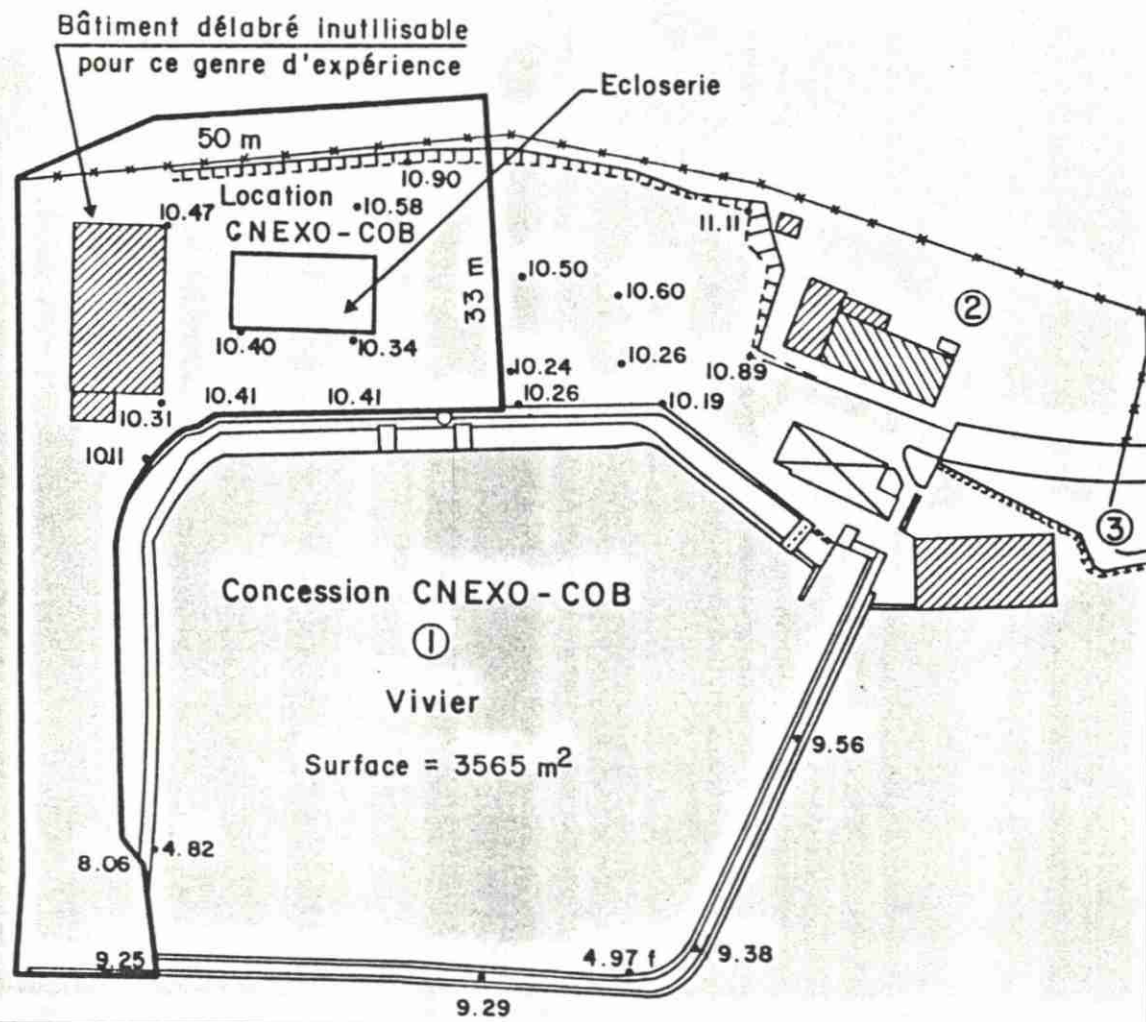 Bâtiment délabré inutilisable
pour ce genre d'expérience
Ecloserie
50 m
10.90
Location
10.47
10.58
CNEXO-COB
11.11
33 m
10.50
10.60
②
10.40
10.34
10.24
10.26
10.89
10.31
10.41
10.41
10.26
10.19
10.11
③
Concession CNEXO-COB
①
Vivier
Surface = 3565 m²
9.56
8.06
4.82
9.25
4.97 f
9.38
9.29